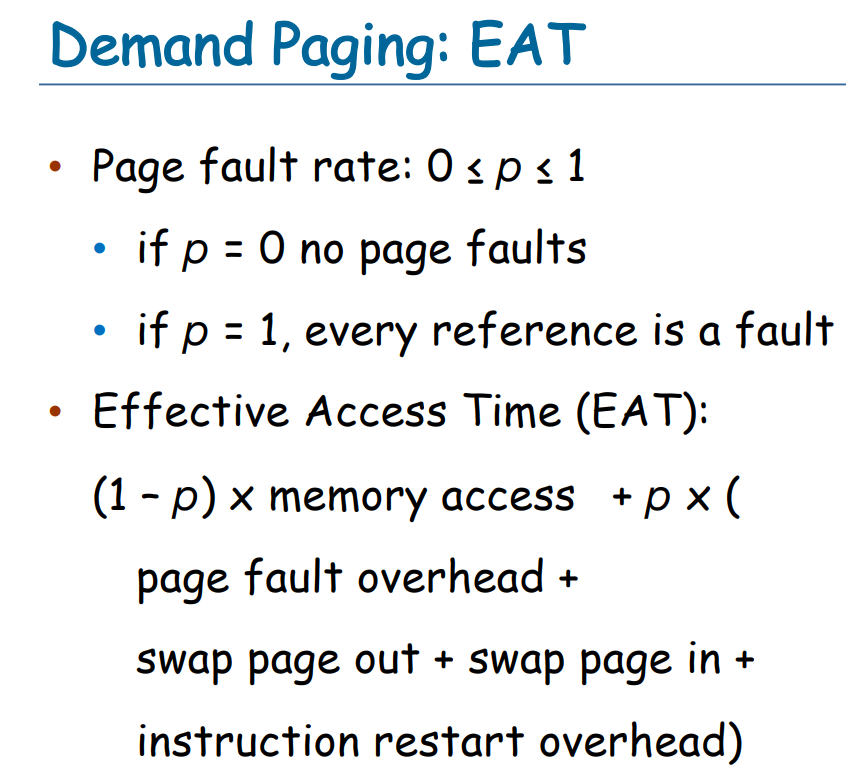 Demand Paging: EAT
• Page fault rate: 0 ≤ p ≤ 1
• if p = 0 no page faults
• if p = 1, every reference is a fault
• Effective Access Time (EAT):
(1 – p) x memory access + p x (
page fault overhead +
swap page out + swap page in +
instruction restart overhead)